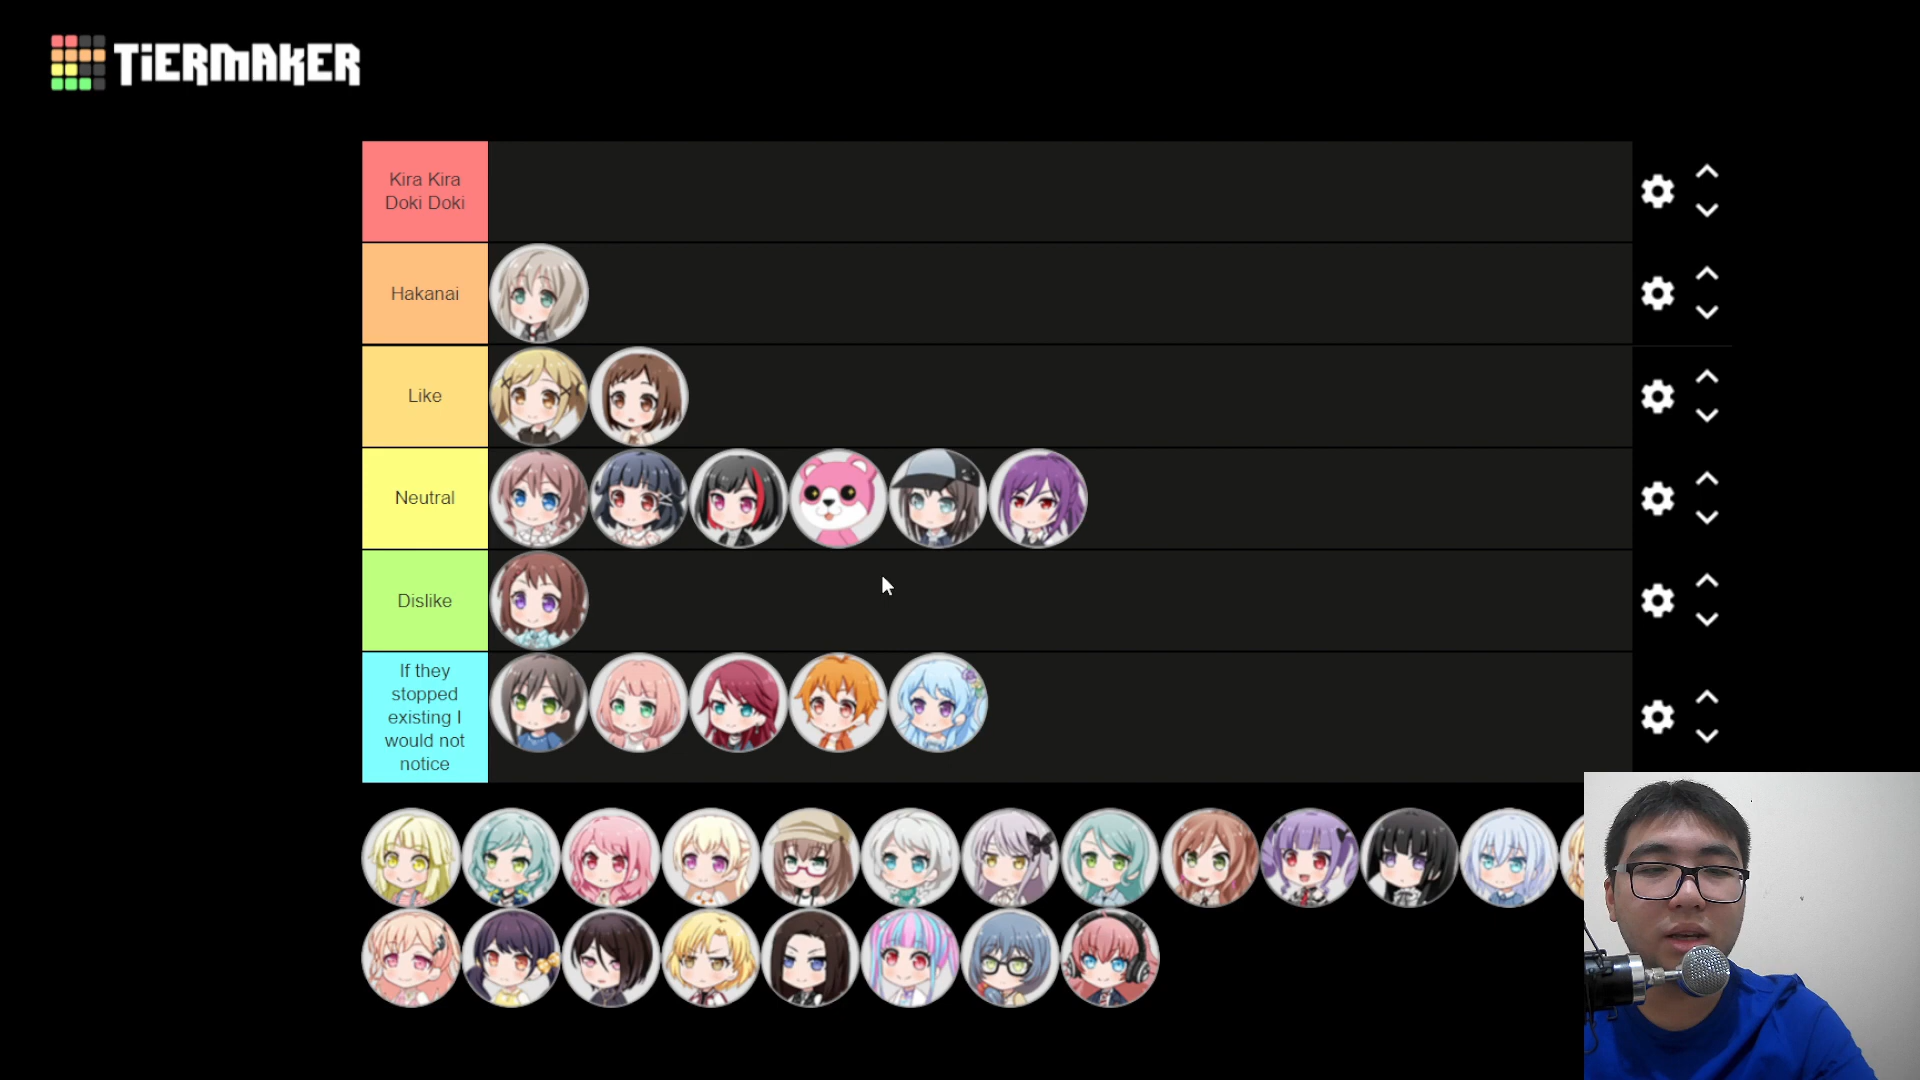 TiERMAKER
Kira Kira
Doki Doki
Hakanai
Like
Neutral
Dislike
If they
stopped
existing I
would not
notice